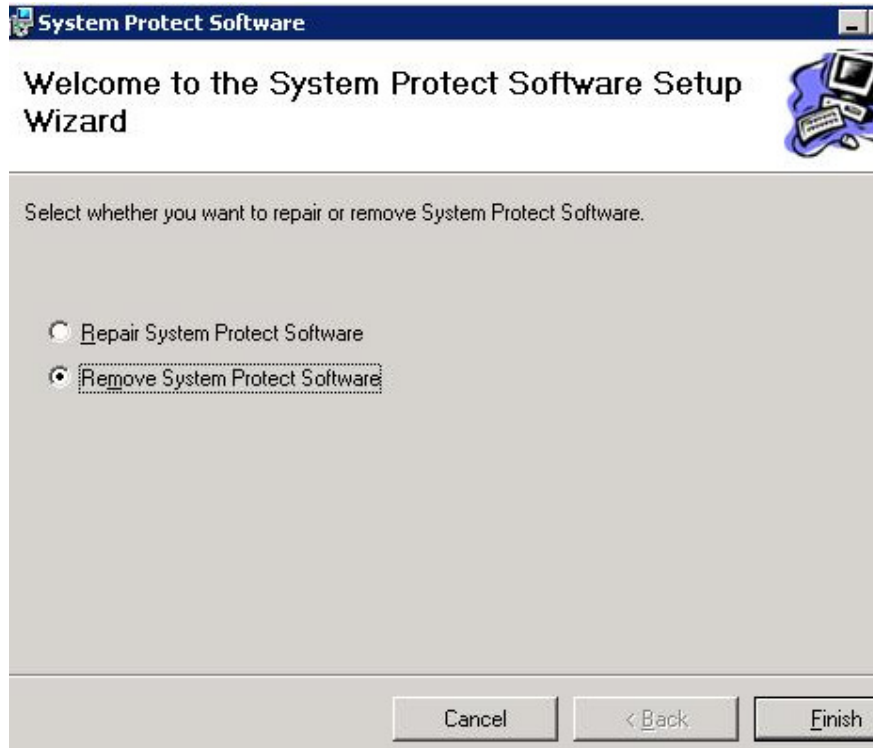 System Protect Software
Welcome to the System Protect Software Setup
Wizard
Select whether you want to repair or remove System Protect Software.
Repair System Protect Software
Remove System Protect Software
Cancel
< Back
Finish